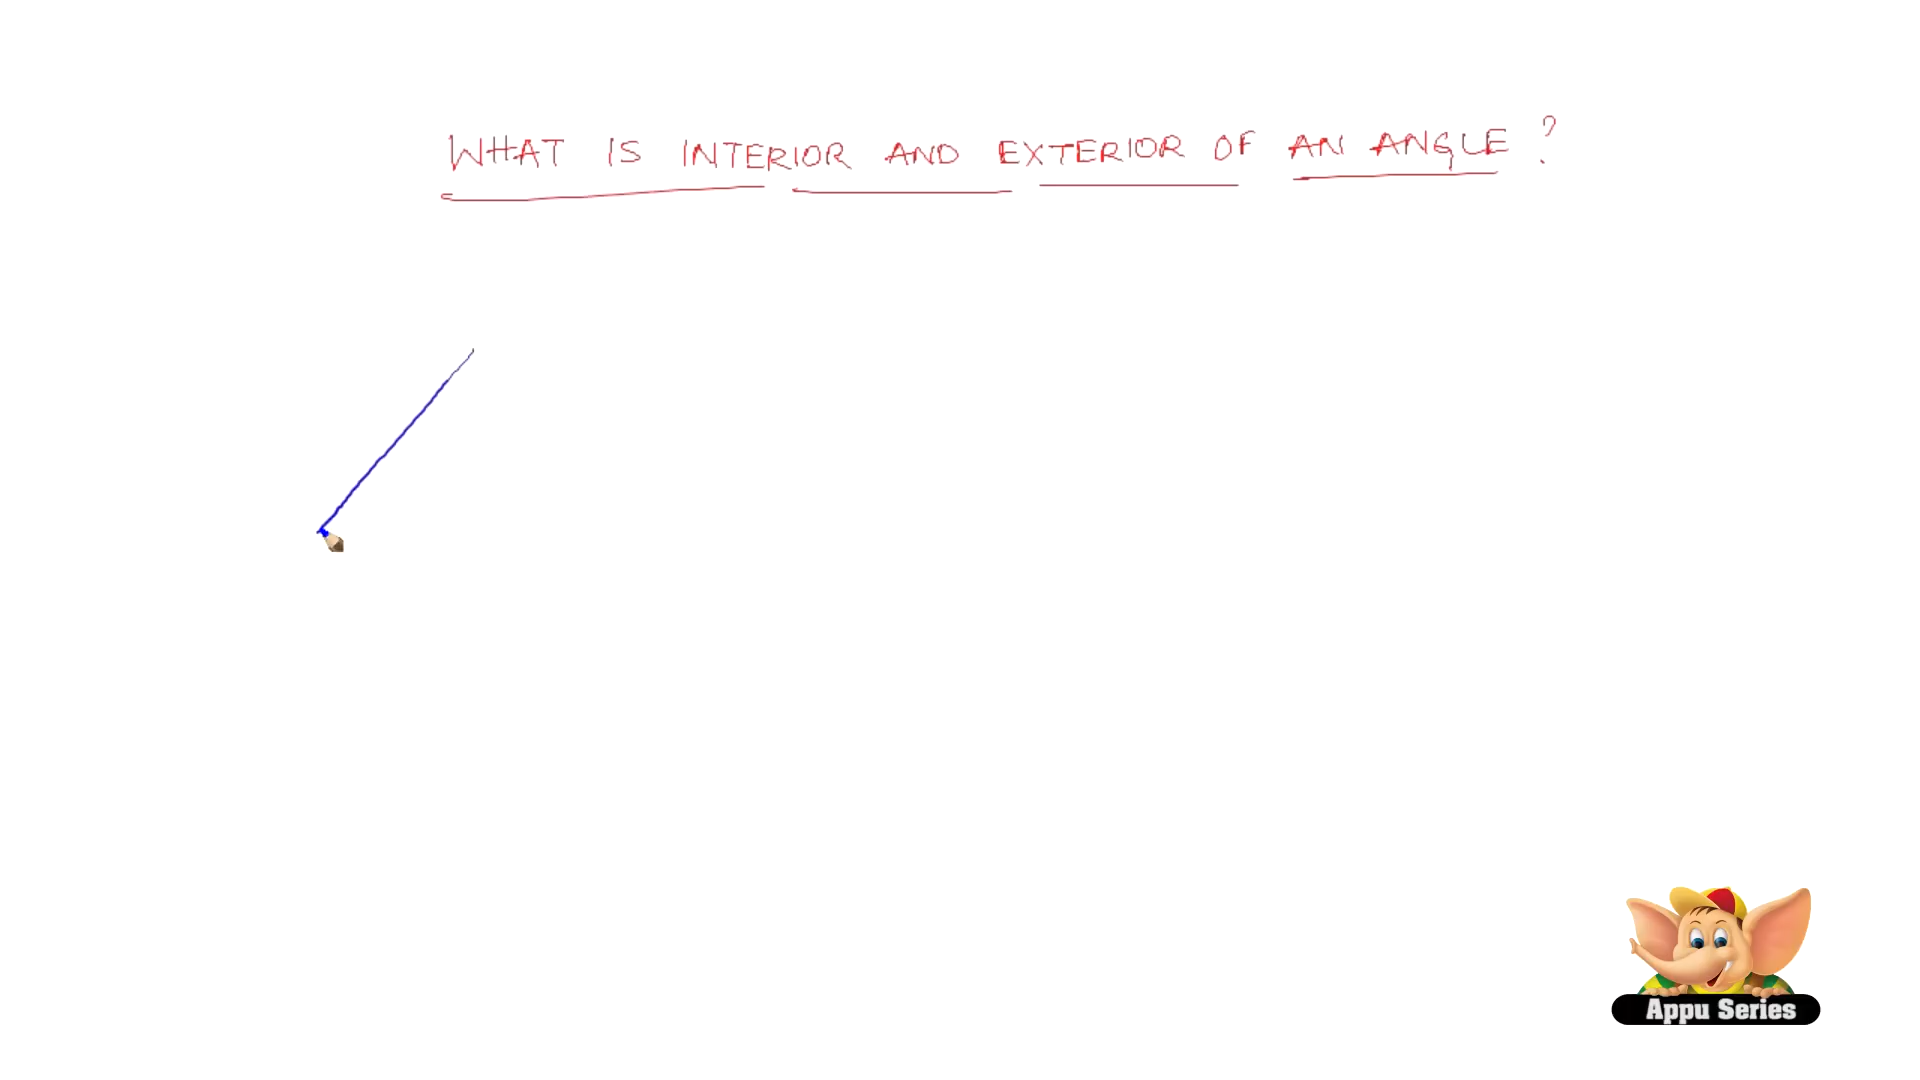 WHAT IS INTERIOR AND EXTERIOR OF AN ANGLE ?
Appu Series